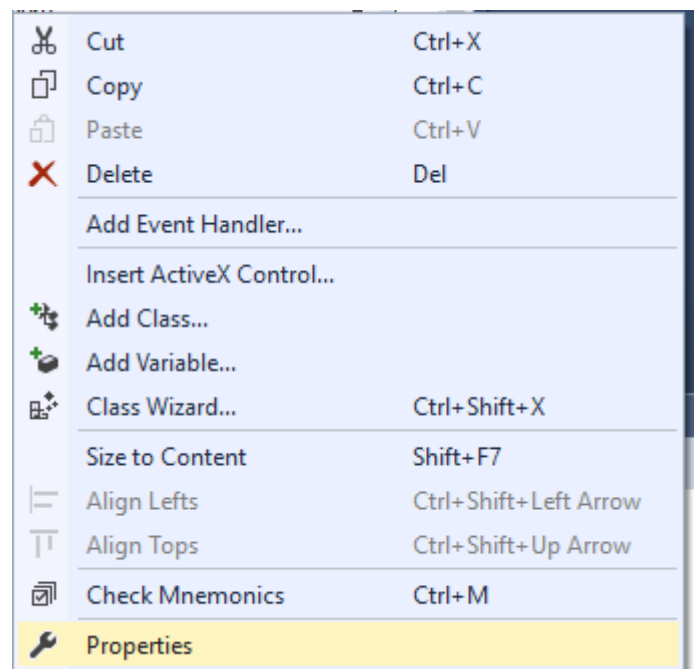 Cut Ctrl+X
Copy Ctrl+C
Paste Ctrl+V
Delete Del
Add Event Handler...
Insert ActiveX Control...
Add Class...
Add Variable...
Class Wizard... Ctrl+Shift+X
Size to Content Shift+F7
Align Lefts Ctrl+Shift+Left Arrow
Align Tops Ctrl+Shift+Up Arrow
Check Mnemonics Ctrl+M
Properties